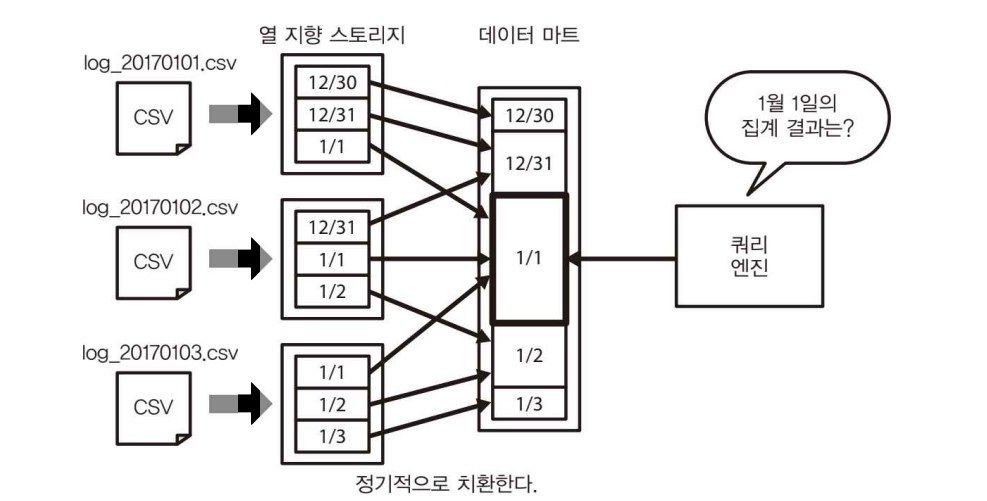 열 지향 스토리지
데이터 마트
log_20170101.csv
CSV
12/30
12/31
1/1
log_20170102.csv
CSV
12/31
1/1
1/2
log_20170103.csv
CSV
1/1
1/2
1/3
12/30
12/31
1/1
1/2
1/3
1월 1일의
집계 결과는?
쿼리
엔진
정기적으로 치환한다.